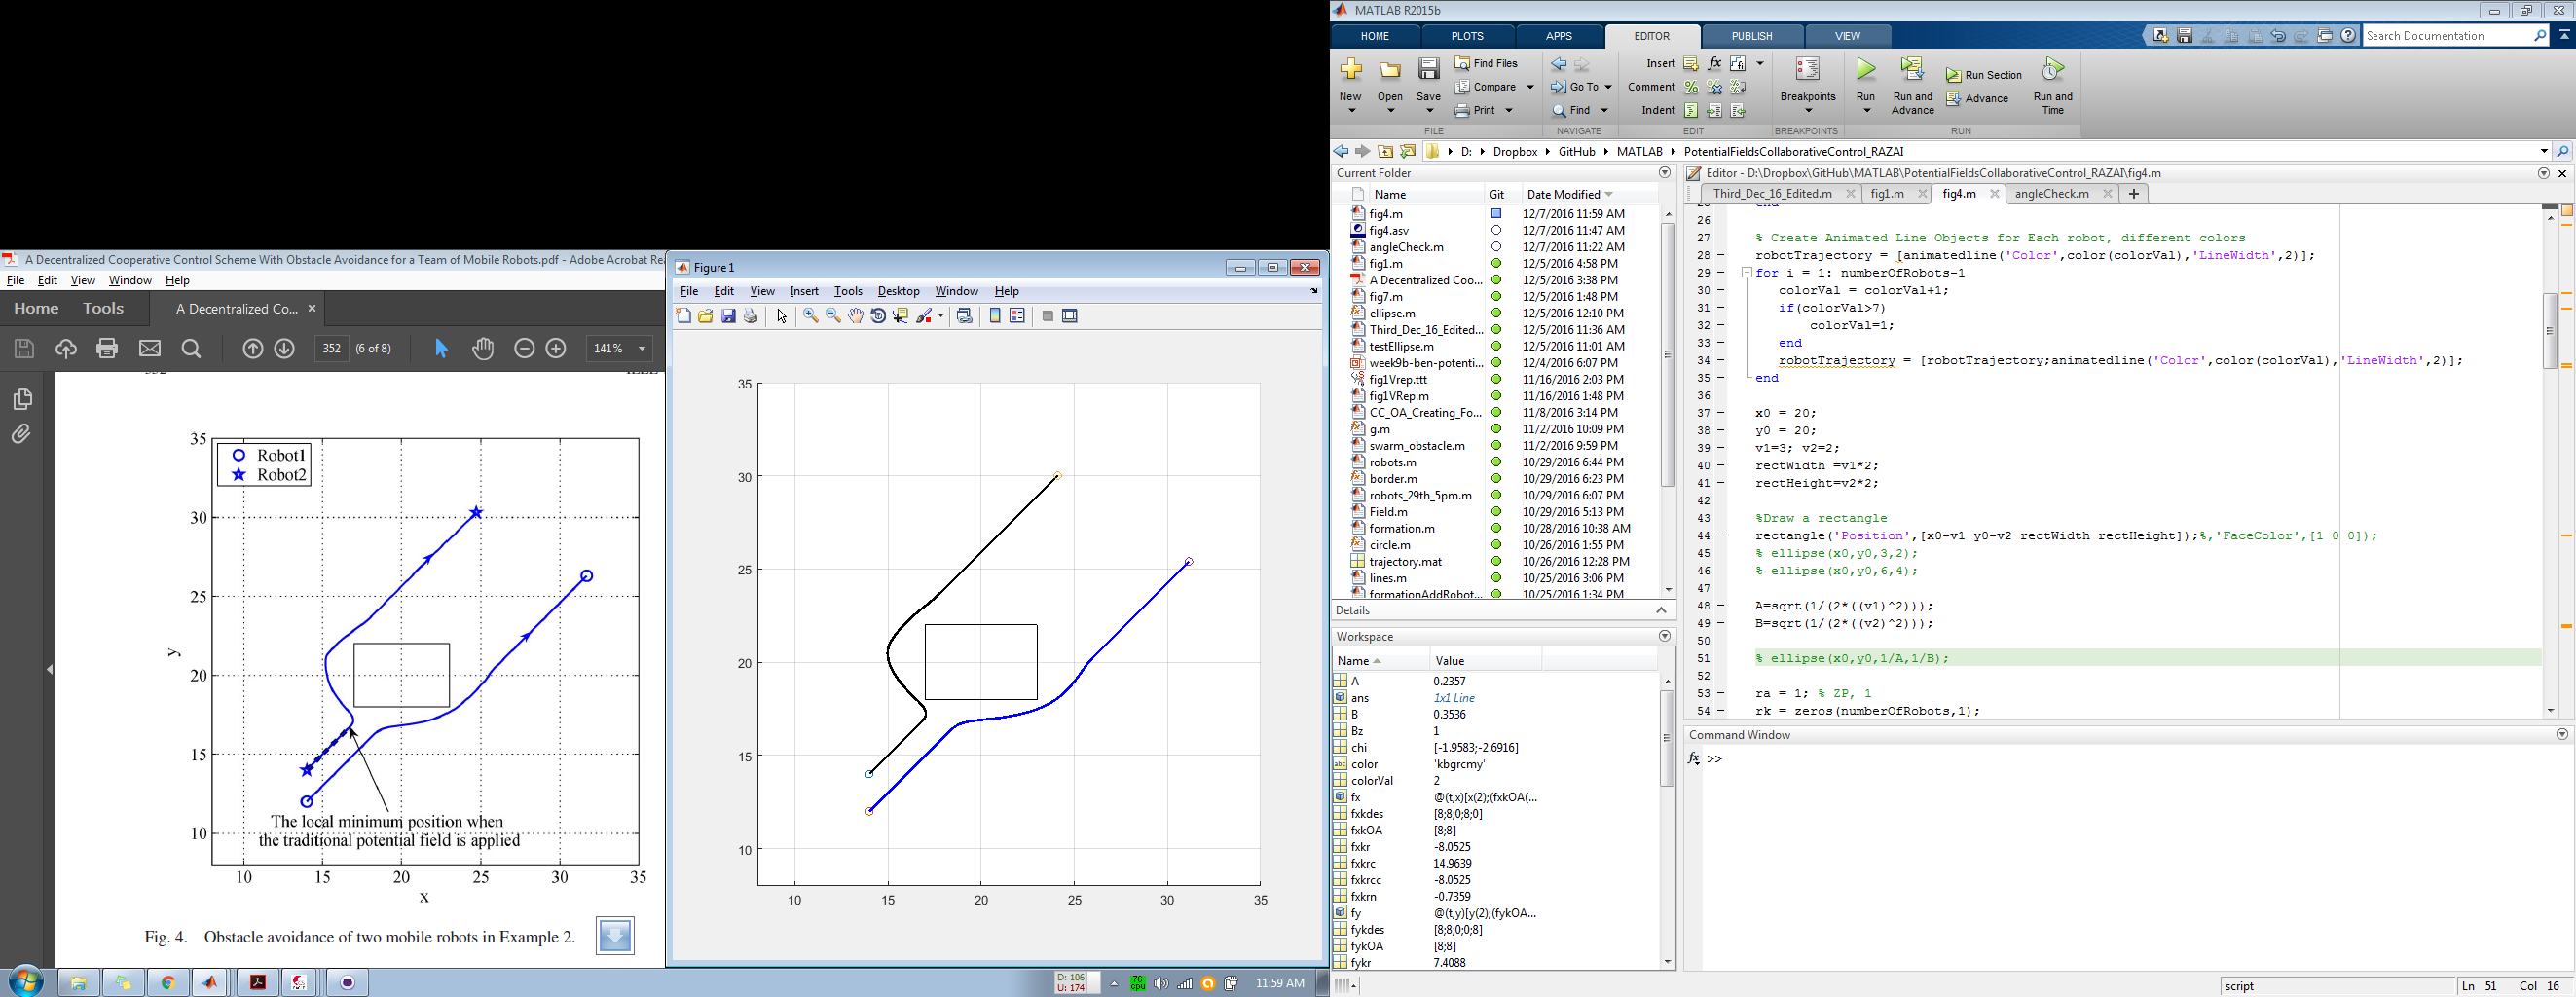 A Decentralized Cooperative Control Scheme With Obstacle Avoidance for a Team of Mobile Robots.pdf - Adobe Acrobat Rea
File Edit View Window Help
Home Tools A Decentralized Co... ×
352 (6 of 8) 141%
35
30
25
20
15
10
y
Robot1
Robot2
The local minimum position when
the traditional potential field is applied
10 15 20 25 30 35
x
Fig. 4. Obstacle avoidance of two mobile robots in Example 2.
Figure 1
File Edit View Insert Tools Desktop Window Help
35
30
25
20
15
10
10 15 20 25 30 35
D: 106
U: 174
76
cpu
11:59 AM
MATLAB R2015b
HOME PLOTS APPS EDITOR PUBLISH VIEW
Search Documentation
New Open Save Find Files Compare Print
Go To Find
Insert fx
Comment
Indent
Breakpoints
Run Run and Advance Run Section Advance Run and Time
FILE NAVIGATE EDIT BREAKPOINTS RUN
D: Dropbox GitHub MATLAB PotentialFieldsCollaborativeControl_RAZAI
Current Folder
Name Git Date Modified
fig4.m 12/7/2016 11:59 AM
fig4.asv 12/7/2016 11:47 AM
angleCheck.m 12/7/2016 11:22 AM
fig1.m 12/5/2016 4:58 PM
A Decentralized Coo... 12/5/2016 3:38 PM
fig7.m 12/5/2016 1:48 PM
ellipse.m 12/5/2016 12:10 PM
Third_Dec_16_Edited... 12/5/2016 11:36 AM
testEllipse.m 12/5/2016 11:01 AM
week9b-ben-potenti... 12/4/2016 6:07 PM
fig1Vrep.ttt 11/16/2016 2:03 PM
fig1VRep.m 11/16/2016 1:48 PM
CC_OA_Creating_Fo... 11/8/2016 3:14 PM
g.m 11/2/2016 10:09 PM
swarm_obstacle.m 11/2/2016 9:59 PM
robots.m 10/29/2016 6:44 PM
border.m 10/29/2016 6:23 PM
robots_29th_5pm.m 10/29/2016 6:07 PM
Field.m 10/29/2016 5:13 PM
formation.m 10/28/2016 10:38 AM
circle.m 10/26/2016 1:55 PM
trajectory.mat 10/26/2016 12:28 PM
lines.m 10/25/2016 3:06 PM
formationAddRobot... 10/25/2016 1:34 PM
Details
Workspace
Name Value
A 0.2357
ans 1x1 Line
B 0.3536
Bz 1
chi [-1.9583;-2.6916]
color 'kbgrcmy'
colorVal 2
fx @(t,x)[x(2);(fxkOA(...
fxkdes [8;8;0;8;0]
fxkOA [8;8]
fxkr -8.0525
fxkrc 14.9639
fxkrcc -8.0525
fxkrn -0.7359
fy @(t,y)[y(2);(fykOA...
fykdes [8;8;0;0;8]
fykOA [8;8]
fykr 7.4088
Editor - D:\Dropbox\GitHub\MATLAB\PotentialFieldsCollaborativeControl_RAZAI\fig4.m
Third_Dec_16_Edited.m fig1.m fig4.m angleCheck.m +
26
27 % Create Animated Line Objects for Each robot, different colors
28 robotTrajectory = [animatedline('Color',color(colorVal),'LineWidth',2)];
29 for i = 1: numberOfRobots-1
30 colorVal = colorVal+1;
31 if(colorVal>7)
32 colorVal=1;
33 end
34 robotTrajectory = [robotTrajectory;animatedline('Color',color(colorVal),'LineWidth',2)];
35 end
36
37 x0 = 20;
38 y0 = 20;
39 v1=3; v2=2;
40 rectWidth =v1*2;
41 rectHeight=v2*2;
42
43 %Draw a rectangle
44 rectangle('Position',[x0-v1 y0-v2 rectWidth rectHeight]);%,'FaceColor',[1 0 0]);
45 % ellipse(x0,y0,3,2);
46 % ellipse(x0,y0,6,4);
47
48 A=sqrt(1/(2*((v1)^2)));
49 B=sqrt(1/(2*((v2)^2)));
50
51 % ellipse(x0,y0,1/A,1/B);
52
53 ra = 1; % ZP, 1
54 rk = zeros(numberOfRobots,1);
Command Window
fx >>
script Ln 51 Col 16